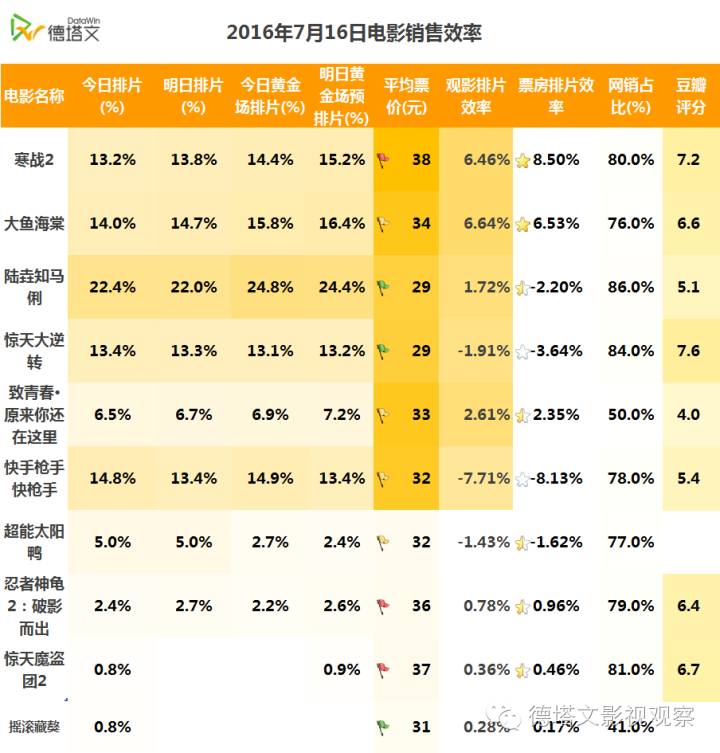 DataWin
德塔文
2016年7月16日电影销售效率
电影名称 今日排片(%) 明日排片(%) 今日黄金场排片(%) 明日黄金场预排片(%) 平均票价(元) 观影排片效率 票房排片效率 网销占比(%) 豆瓣评分
寒战2 13.2% 13.8% 14.4% 15.2% 38 6.46% 8.50% 80.0% 7.2
大鱼海棠 14.0% 14.7% 15.8% 16.4% 34 6.64% 6.53% 76.0% 6.6
陆垚知马俐 22.4% 22.0% 24.8% 24.4% 29 1.72% -2.20% 86.0% 5.1
惊天大逆转 13.4% 13.3% 13.1% 13.2% 29 -1.91% -3.64% 84.0% 7.6
致青春·原来你还在这里 6.5% 6.7% 6.9% 7.2% 33 2.61% 2.35% 50.0% 4.0
快手枪手快枪手 14.8% 13.4% 14.9% 13.4% 32 -7.71% -8.13% 78.0% 5.4
超能太阳鸭 5.0% 5.0% 2.7% 2.4% 32 -1.43% -1.62% 77.0%
忍者神龟2：破影而出 2.4% 2.7% 2.2% 2.6% 36 0.78% 0.96% 79.0% 6.4
惊天魔盗团2 0.8% 0.9% 37 0.36% 0.46% 81.0% 6.7
摇滚藏獒 0.8% 31 0.28% 0.17% 41.0%
德塔文影视观察